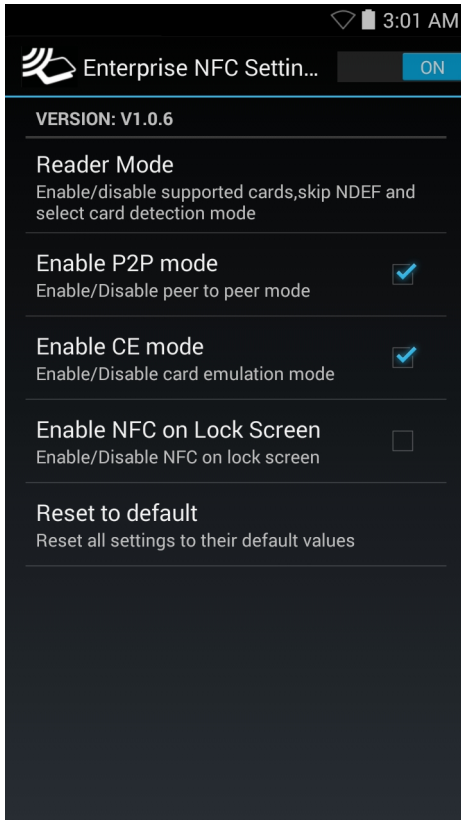 3:01 AM
Enterprise NFC Settin...
ON
VERSION: V1.0.6
Reader Mode
Enable/disable supported cards,skip NDEF and
select card detection mode
Enable P2P mode
Enable/Disable peer to peer mode
Enable CE mode
Enable/Disable card emulation mode
Enable NFC on Lock Screen
Enable/Disable NFC on lock screen
Reset to default
Reset all settings to their default values